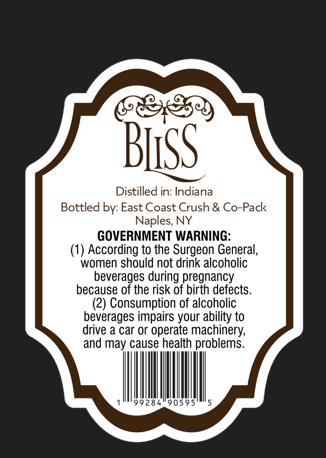 BLISS
Distilled in: Indiana
Bottled by: East Coast Crush & Co-Pack
Naples, NY
GOVERNMENT WARNING:
(1) According to the Surgeon General,
women should not drink alcoholic
beverages during pregnancy
because of the risk of birth defects.
(2) Consumption of alcoholic
beverages impairs your ability to
drive a car or operate machinery,
and may cause health problems.
1 99284 90595 5